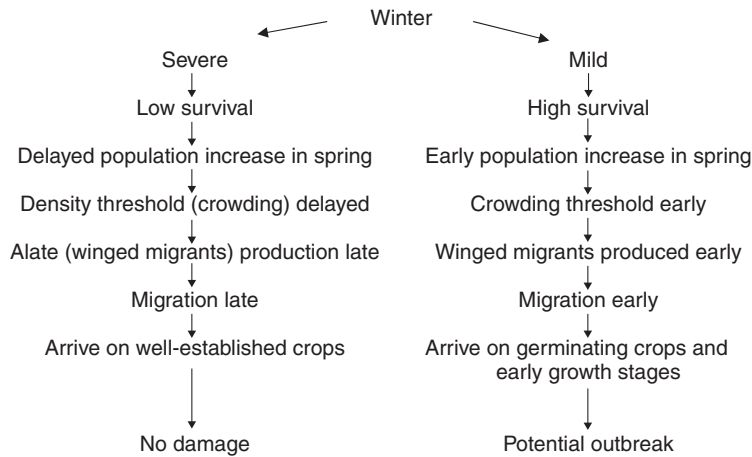 Winter
Severe
Low survival
Delayed population increase in spring
Density threshold (crowding) delayed
Alate (winged migrants) production late
Migration late
Arrive on well-established crops
No damage
Mild
High survival
Early population increase in spring
Crowding threshold early
Winged migrants produced early
Migration early
Arrive on germinating crops and
early growth stages
Potential outbreak